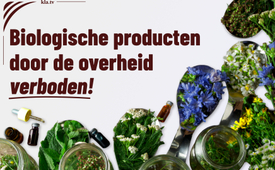 kla.tv
Biologische producten
door de overheid
verboden!